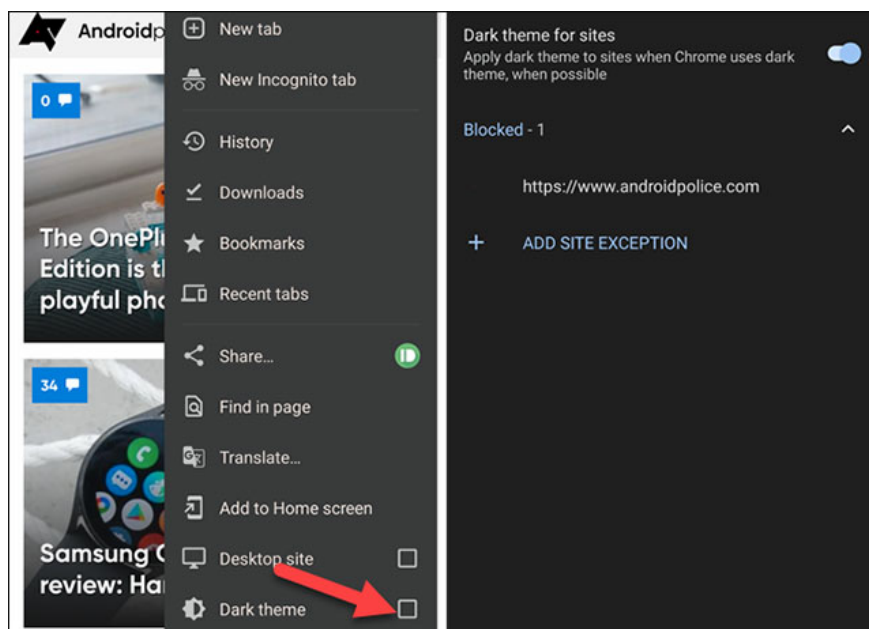 Androidp
0
The OnePl
Edition is t
playful pho
34
Samsung
review: Ha
New tab
New Incognito tab
History
Downloads
Bookmarks
Recent tabs
Share...
Find in page
Translate...
Add to Home screen
Desktop site
Dark theme
Dark theme for sites
Apply dark theme to sites when Chrome uses dark
theme, when possible
Blocked - 1
https://www.androidpolice.com
+ ADD SITE EXCEPTION